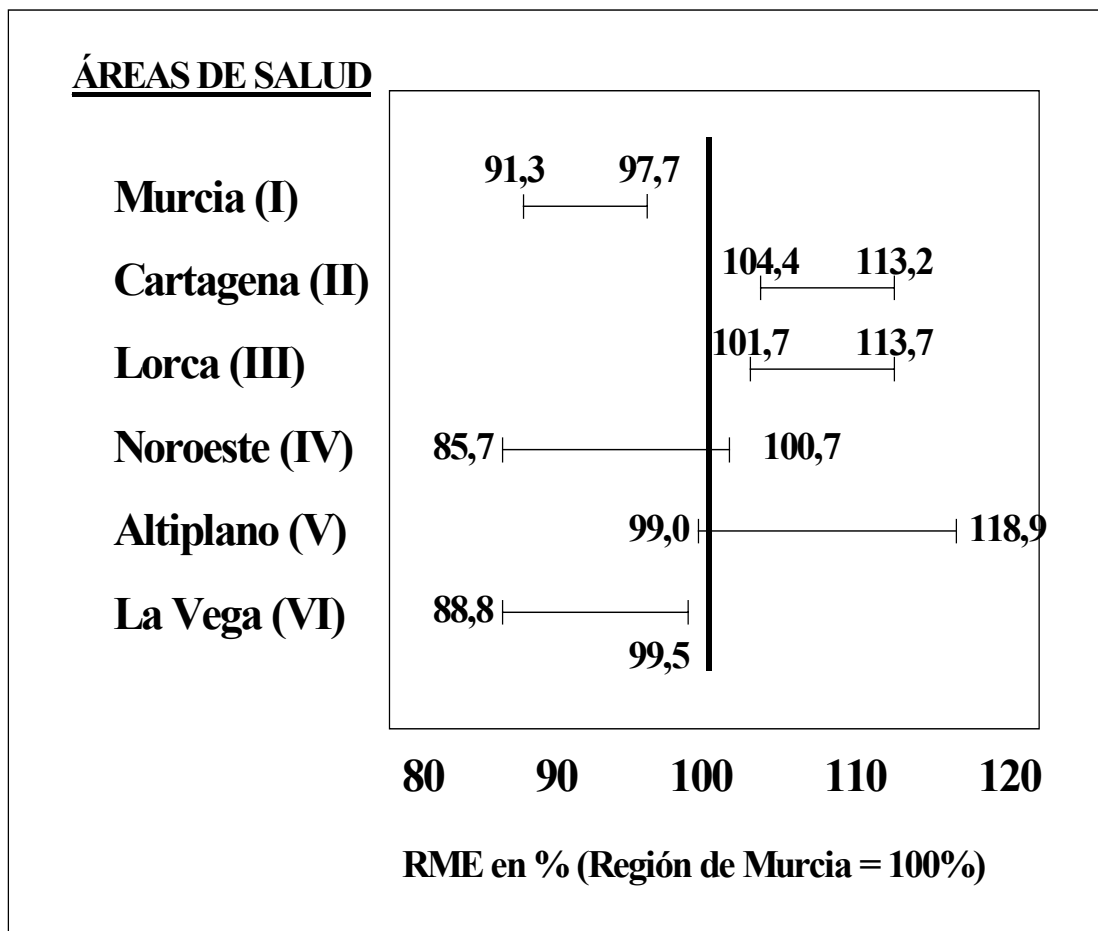 ÁREAS DE SALUD
Murcia (I)
91,3 97,7
Cartagena (II)
104,4 113,2
Lorca (III)
101,7 113,7
Noroeste (IV)
85,7 100,7
Altiplano (V)
99,0 118,9
La Vega (VI)
88,8
99,5
80 90 100 110 120
RME en % (Región de Murcia = 100%)